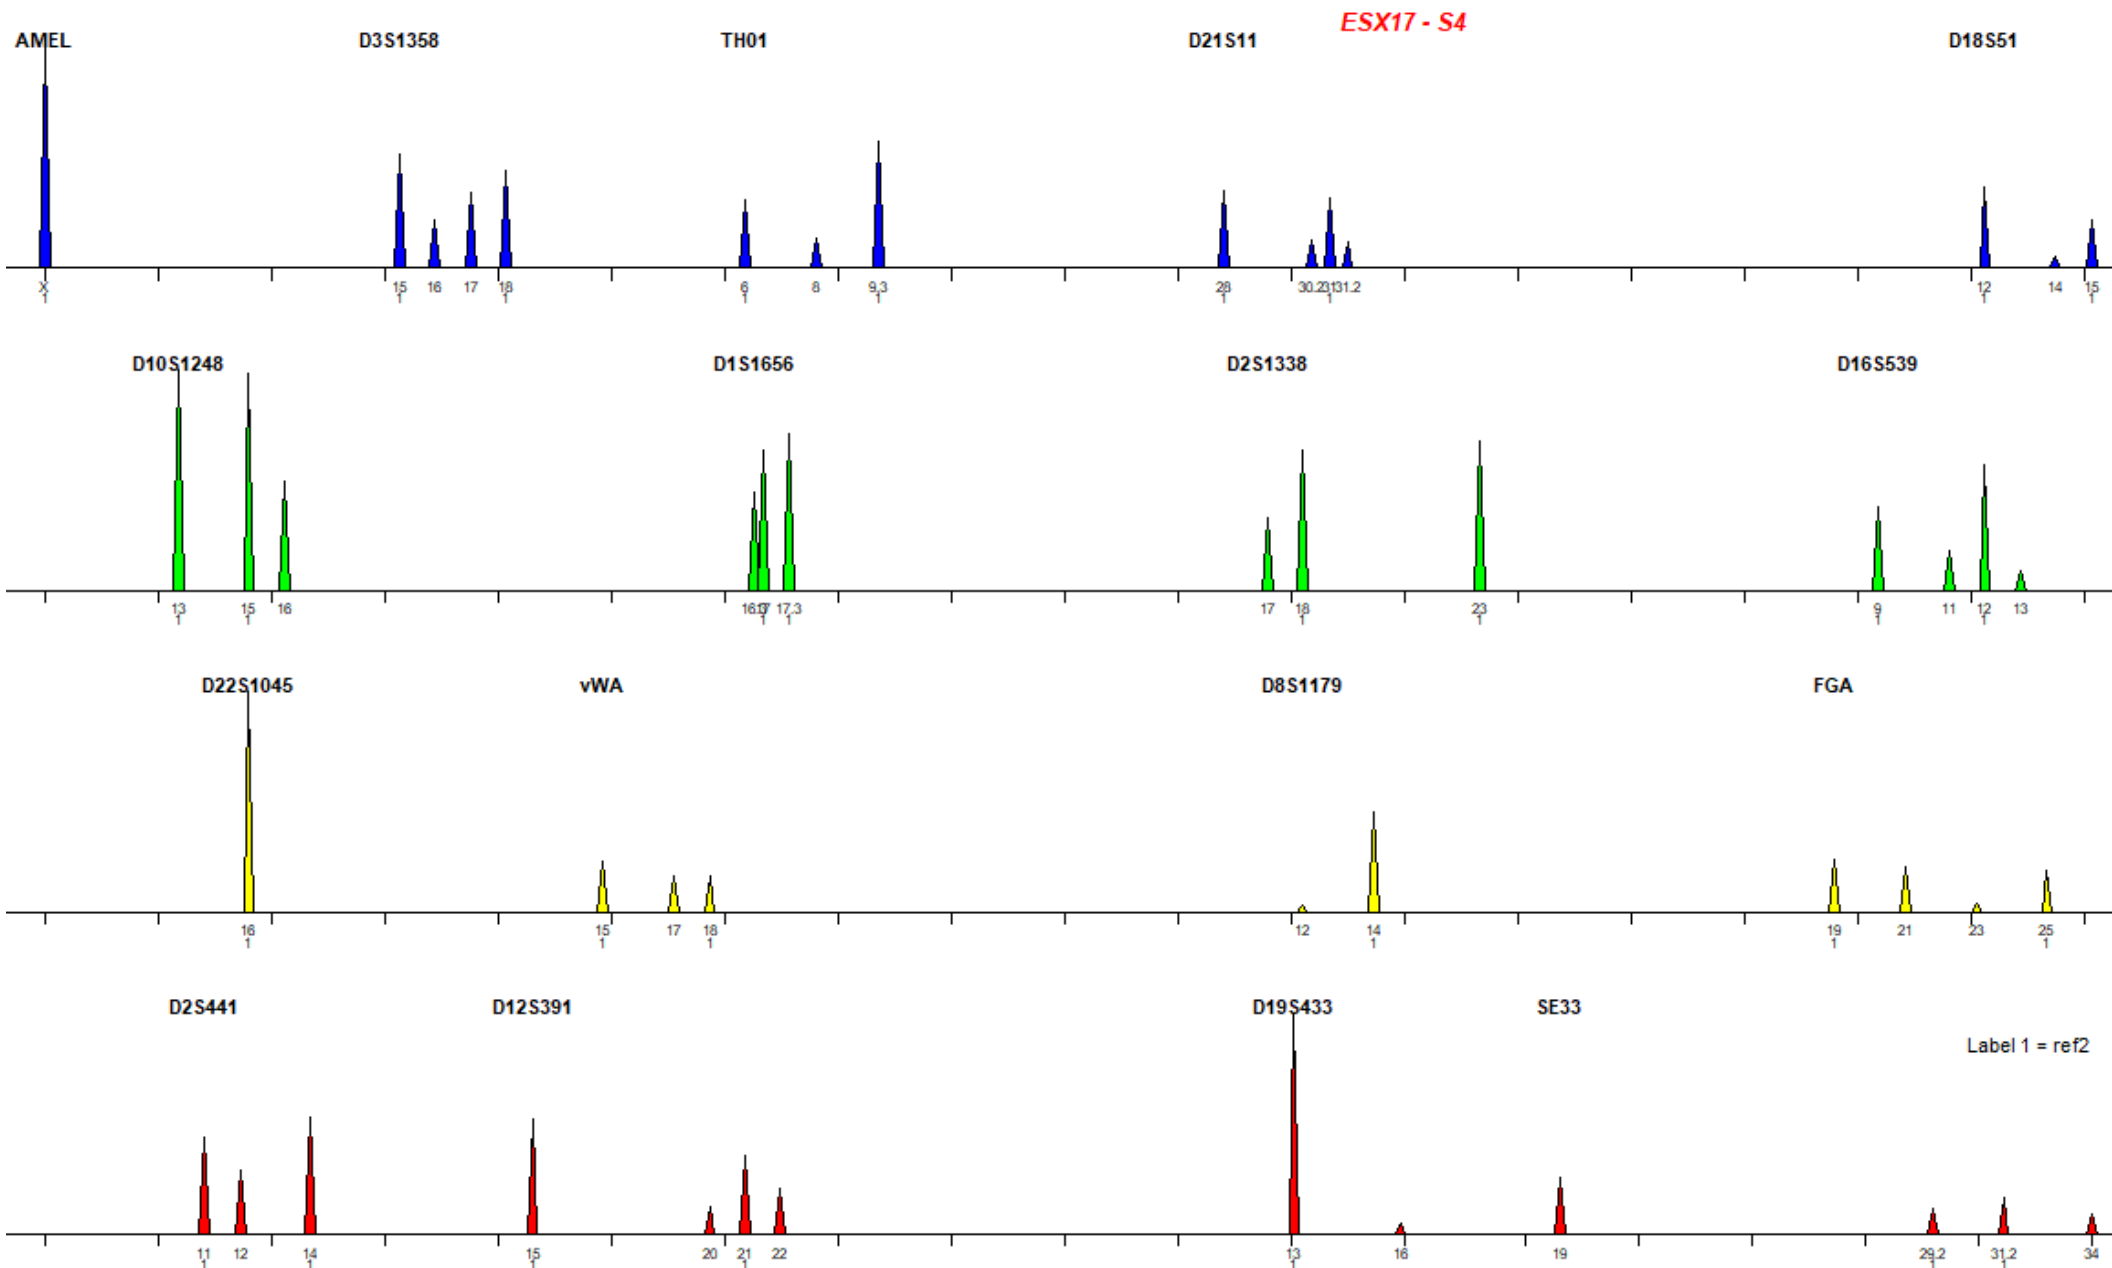 ESX17 - S4
AMEL D3S1358 TH01 D21S11 D18S51
X 15 16 17 18 6 8 9.3 28 30.2 31 31.2 12 14 15
1 1 1 1 1 1 1 1 1
D10S1248 D1S1656 D2S1338 D16S539
13 15 16 17.3 17 18 23 9 11 12 13
1 1 1 1 1 1 1 1
D22S1045 vWA D8S1179 FGA
16 15 17 18 12 14 19 21 23 25
1 1 1 1 1 1
D2S441 D12S391 D19S433 SE33
Label 1 = ref2
11 12 14 15 20 21 22 13 16 19 29.2 31.2 34
1 1 1 1 1 1 1